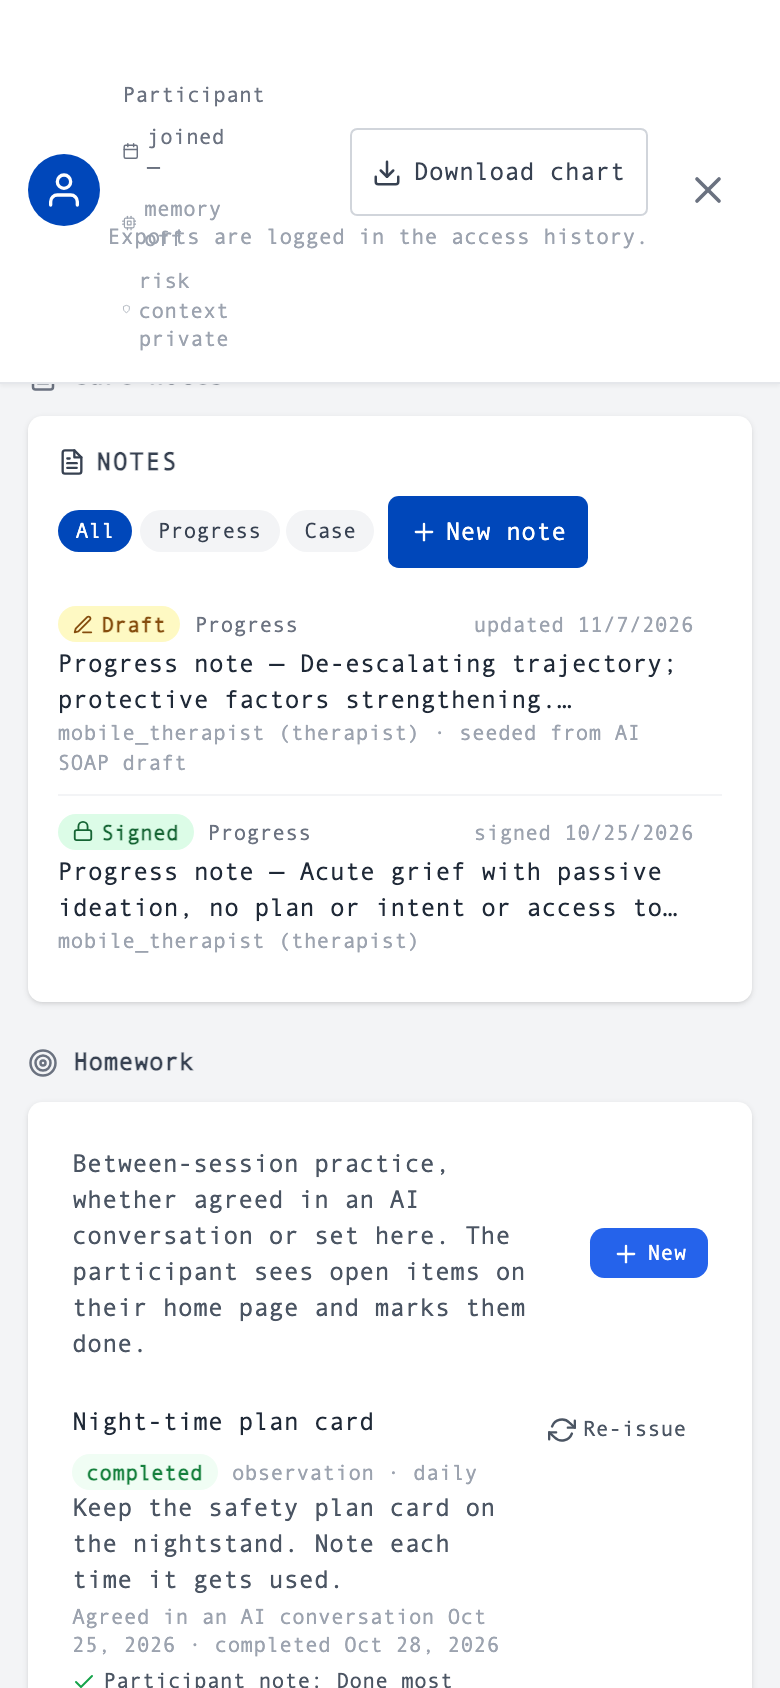 Participant
joined
—
Download chart
memory
off
Exports are logged in the access history.
risk
context
private
NOTES
All
Progress
Case
New note
Draft
Progress
updated 11/7/2026
Progress note — De-escalating trajectory;
protective factors strengthening.…
mobile_therapist (therapist) · seeded from AI
SOAP draft
Signed
Progress
signed 10/25/2026
Progress note — Acute grief with passive
ideation, no plan or intent or access to…
mobile_therapist (therapist)
Homework
Between-session practice,
whether agreed in an AI
conversation or set here. The
participant sees open items on
their home page and marks them
done.
New
Night-time plan card
Re-issue
completed
observation · daily
Keep the safety plan card on
the nightstand. Note each
time it gets used.
Agreed in an AI conversation Oct
25, 2026 · completed Oct 28, 2026
Participant note: Done most